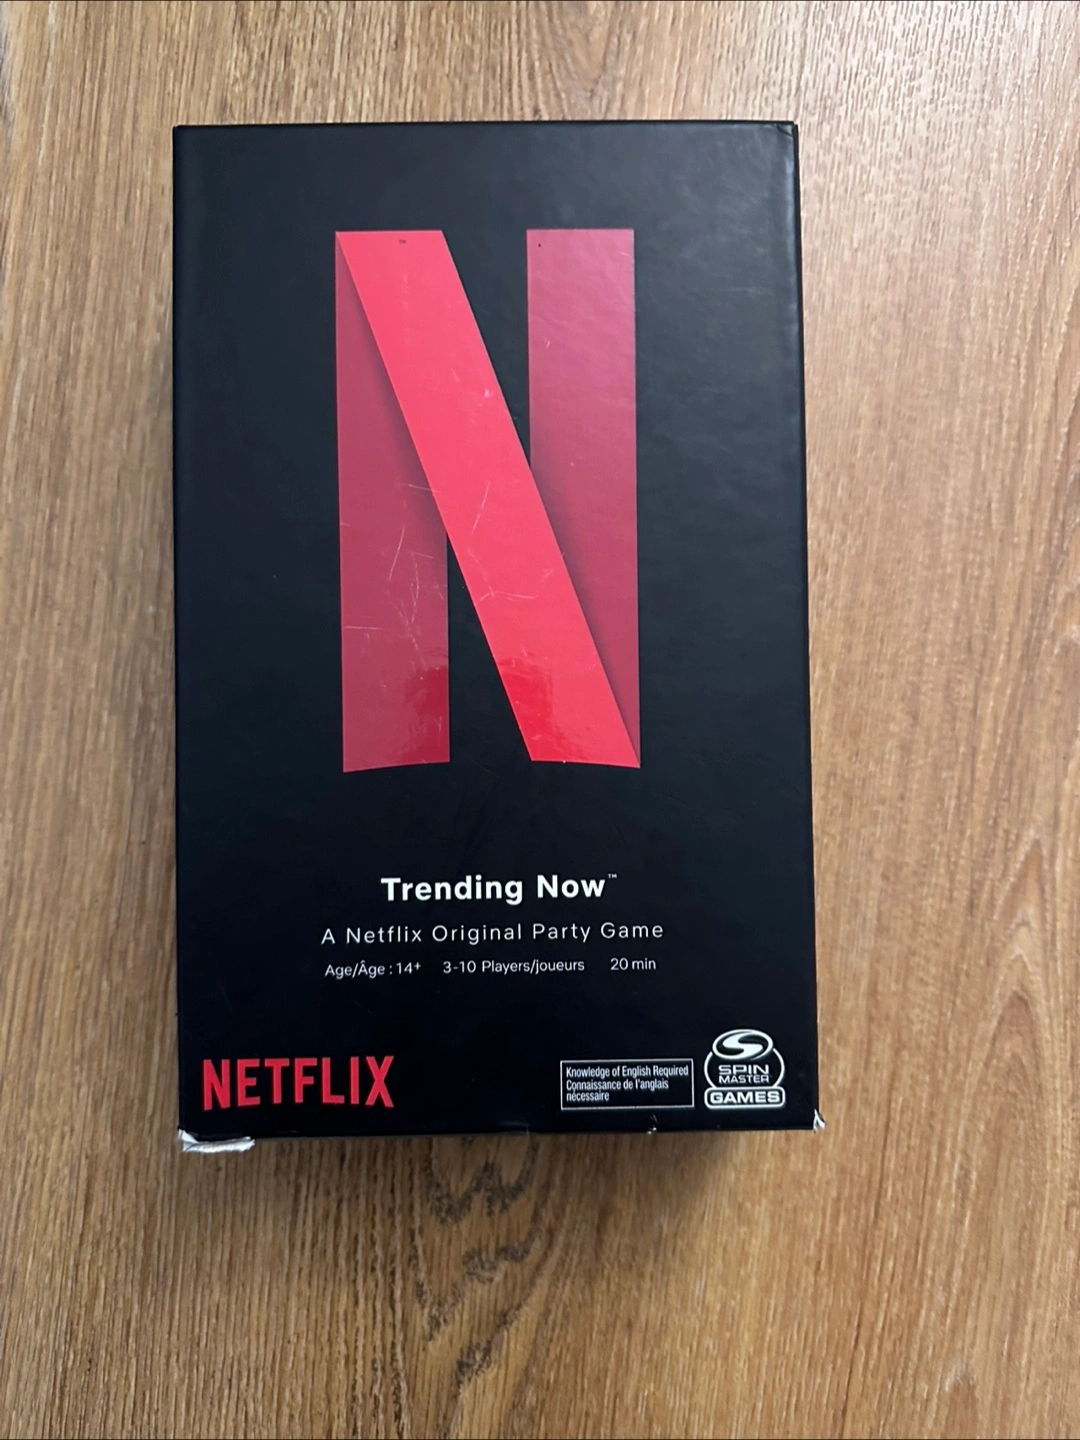 Trending Now™
A Netflix Original Party Game
Age/Âge : 14+ 3-10 Players/joueurs 20 min
NETFLIX
Knowledge of English Required
Connaissance de l'anglais
nécessaire
SPIN
MASTER
GAMES